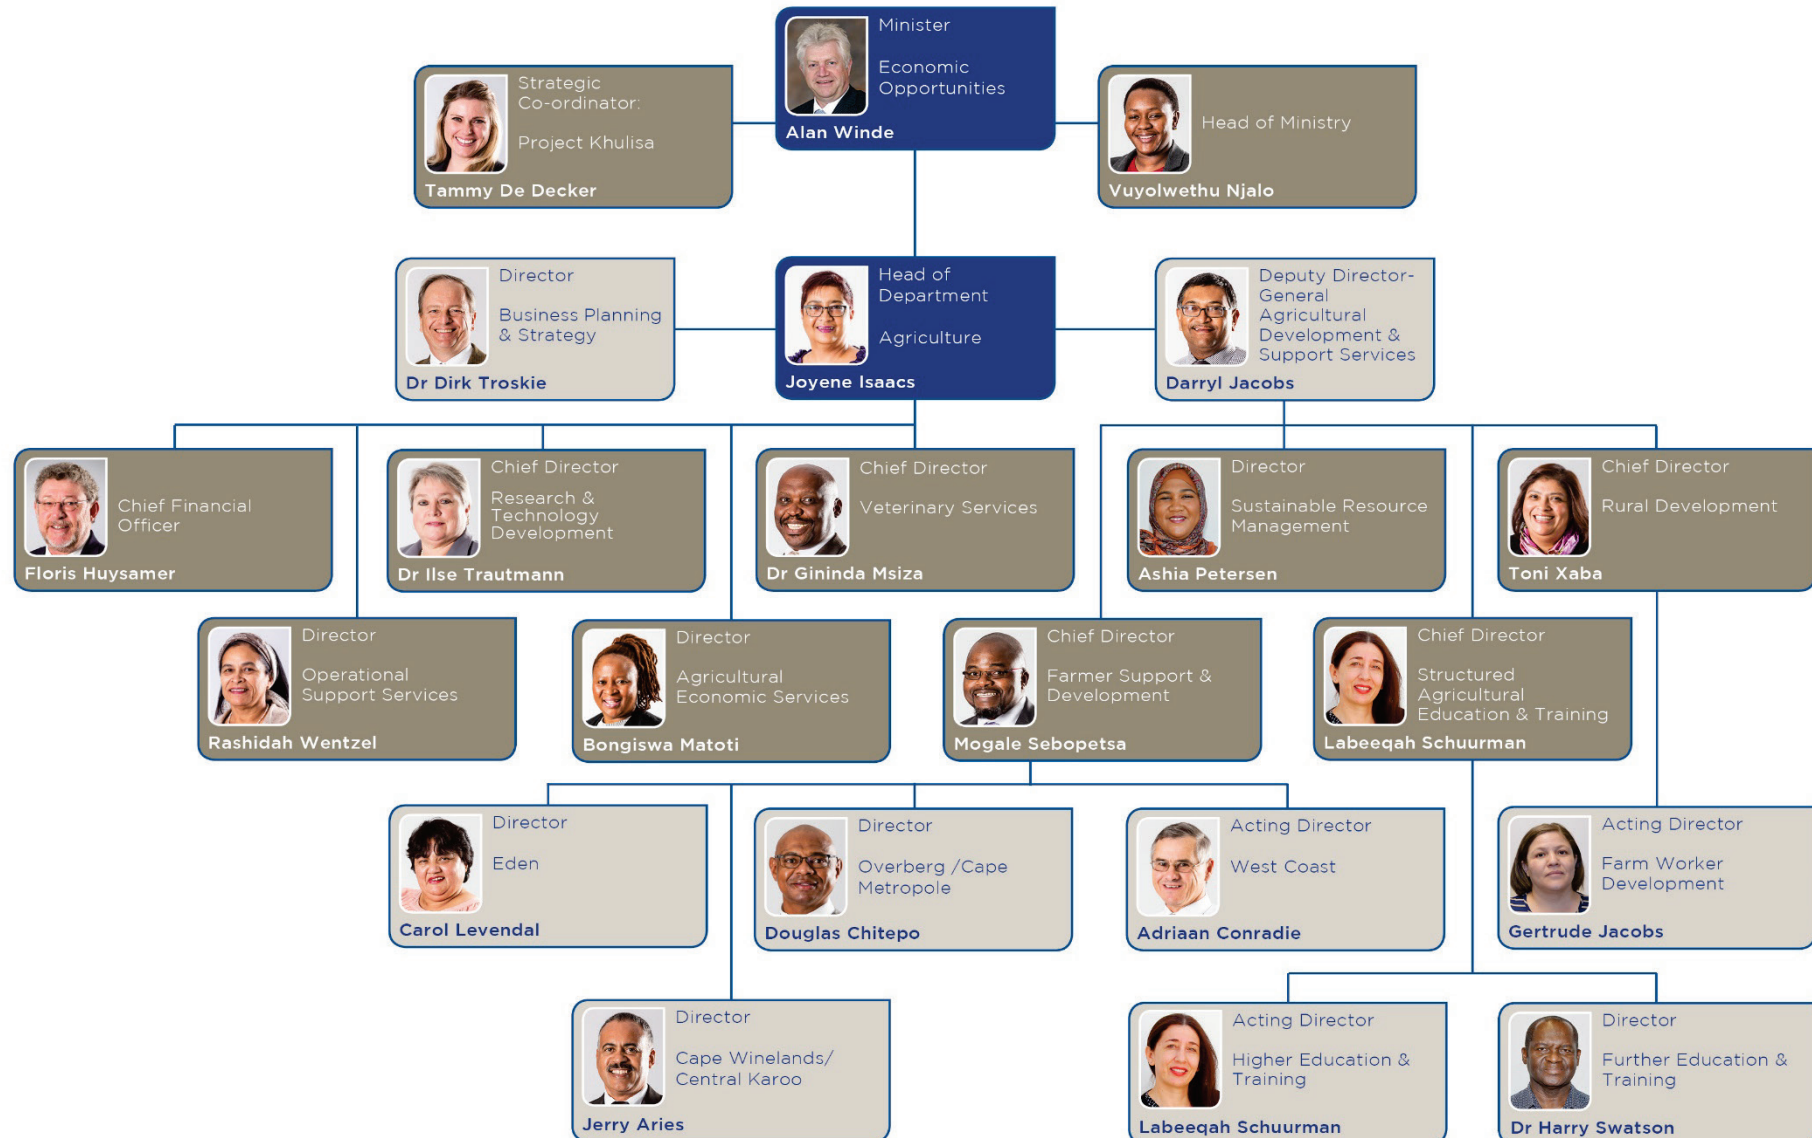 Minister
Economic
Opportunities
Alan Winde
Strategic
Co-ordinator:
Project Khulisa
Tammy De Decker
Head of Ministry
Vuyolwethu Njalo
Director
Business Planning
& Strategy
Dr Dirk Troskie
Head of
Department
Agriculture
Joyene Isaacs
Deputy Director-
General
Agricultural
Development &
Support Services
Darryl Jacobs
Chief Financial
Officer
Floris Huysamer
Chief Director
Research &
Technology
Development
Dr Ilse Trautmann
Chief Director
Veterinary Services
Dr Gininda Msiza
Director
Sustainable Resource
Management
Ashia Petersen
Chief Director
Rural Development
Toni Xaba
Director
Operational
Support Services
Rashidah Wentzel
Director
Agricultural
Economic Services
Bongiswa Matoti
Chief Director
Farmer Support &
Development
Mogale Sebopetsa
Chief Director
Structured
Agricultural
Education & Training
Labeeqah Schuurman
Director
Eden
Carol Levendal
Director
Overberg /Cape
Metropole
Douglas Chitepo
Acting Director
West Coast
Adriaan Conradie
Acting Director
Farm Worker
Development
Gertrude Jacobs
Director
Cape Winelands/
Central Karoo
Jerry Aries
Acting Director
Higher Education &
Training
Labeeqah Schuurman
Director
Further Education &
Training
Dr Harry Swatson